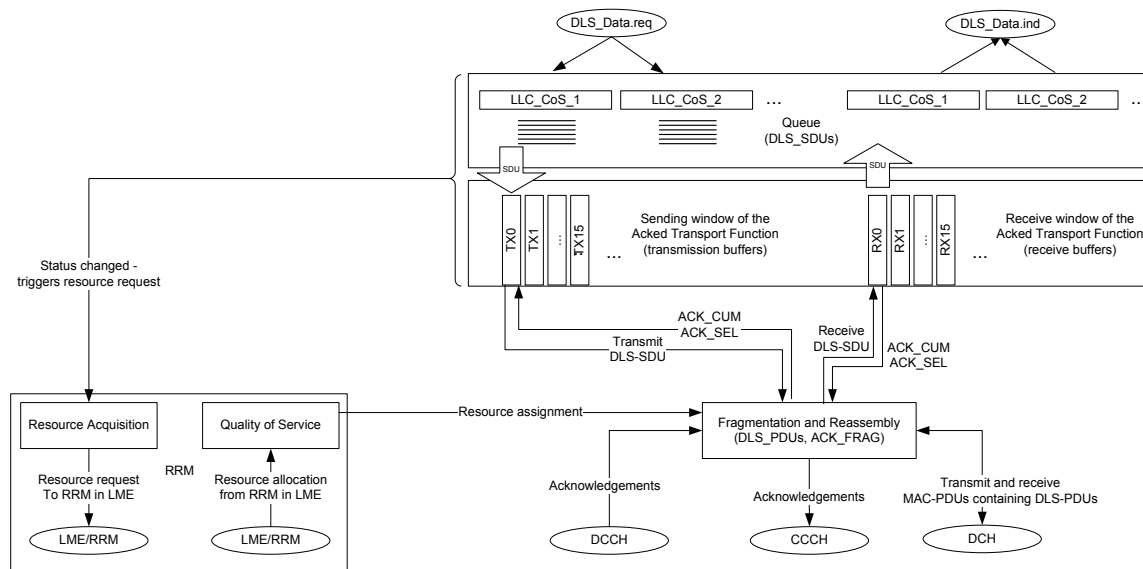 DLS_Data.req
DLS_Data.ind
LLC_CoS_1
LLC_CoS_2
...
LLC_CoS_1
LLC_CoS_2
...
Queue
(DLS_SDUs)
SDU
SDU
TX0
TX1
...
TX15
...
Sending window of the
Acked Transport Function
(transmission buffers)
RX0
RX1
...
RX15
...
Receive window of the
Acked Transport Function
(receive buffers)
Status changed -
triggers resource request
ACK_CUM
ACK_SEL
Transmit
DLS-SDU
Receive
DLS-SDU
ACK_CUM
ACK_SEL
Resource Acquisition
Quality of Service
Resource assignment
Fragmentation and Reassembly
(DLS_PDUs, ACK_FRAG)
RRM
Resource request
To RRM in LME
Resource allocation
from RRM in LME
Acknowledgements
Acknowledgements
Transmit and receive
MAC-PDUs containing DLS-PDUs
LME/RRM
LME/RRM
DCCH
CCCH
DCH